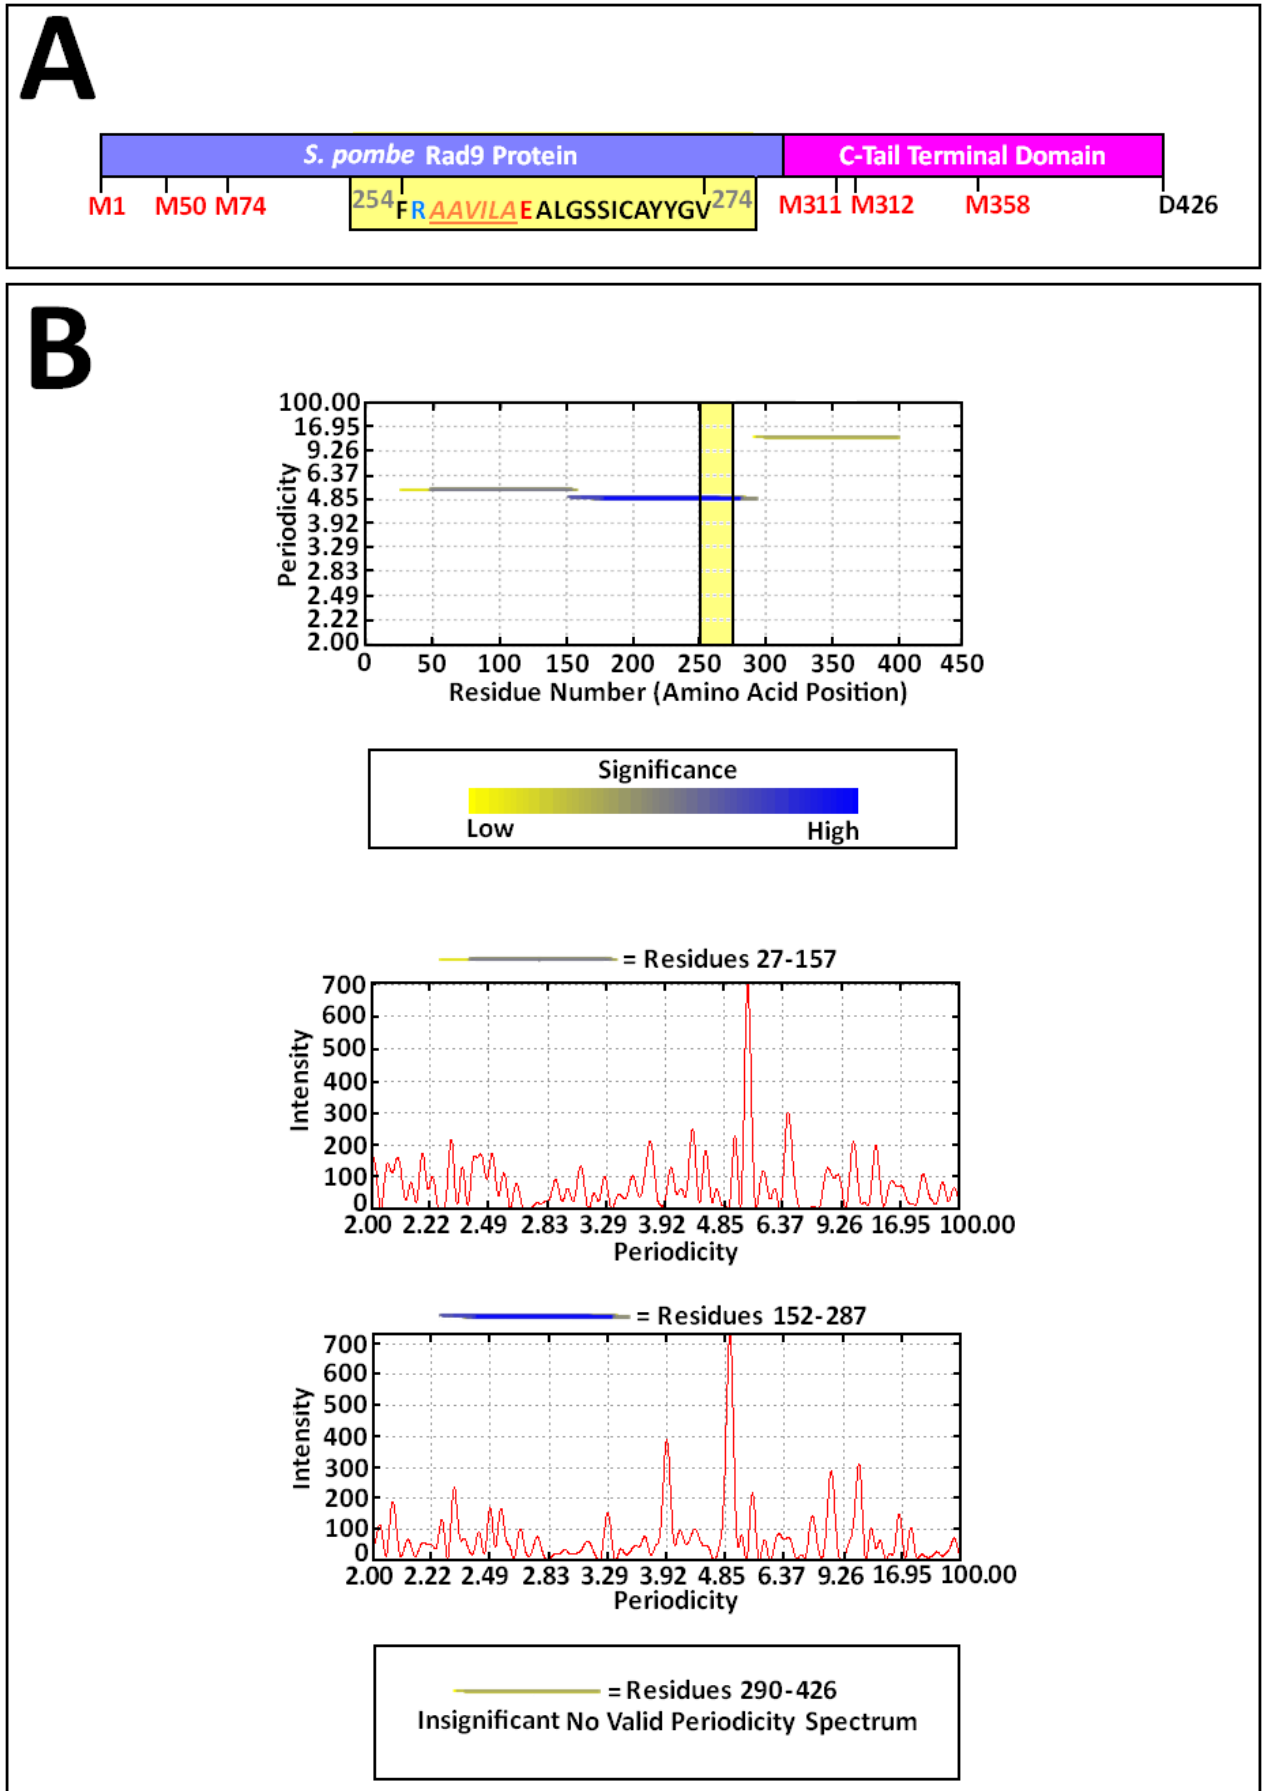 A
S. pombe Rad9 Protein C-Tail Terminal Domain
M1 M50 M74 254 FRAAVILAEALGSSICAYYGV 274 M311 M312 M358 D426
B
100.00
16.95
9.26
6.37
4.85
3.92
3.29
2.83
2.49
2.22
2.00
Periodicity
0 50 100 150 200 250 300 350 400 450
Residue Number (Amino Acid Position)
Significance
Low High
= Residues 27-157
700
600
500
400
300
200
100
0
Intensity
2.00 2.22 2.49 2.83 3.29 3.92 4.85 6.37 9.26 16.95 100.00
Periodicity
= Residues 152-287
700
600
500
400
300
200
100
0
Intensity
2.00 2.22 2.49 2.83 3.29 3.92 4.85 6.37 9.26 16.95 100.00
Periodicity
= Residues 290-426
Insignificant No Valid Periodicity Spectrum